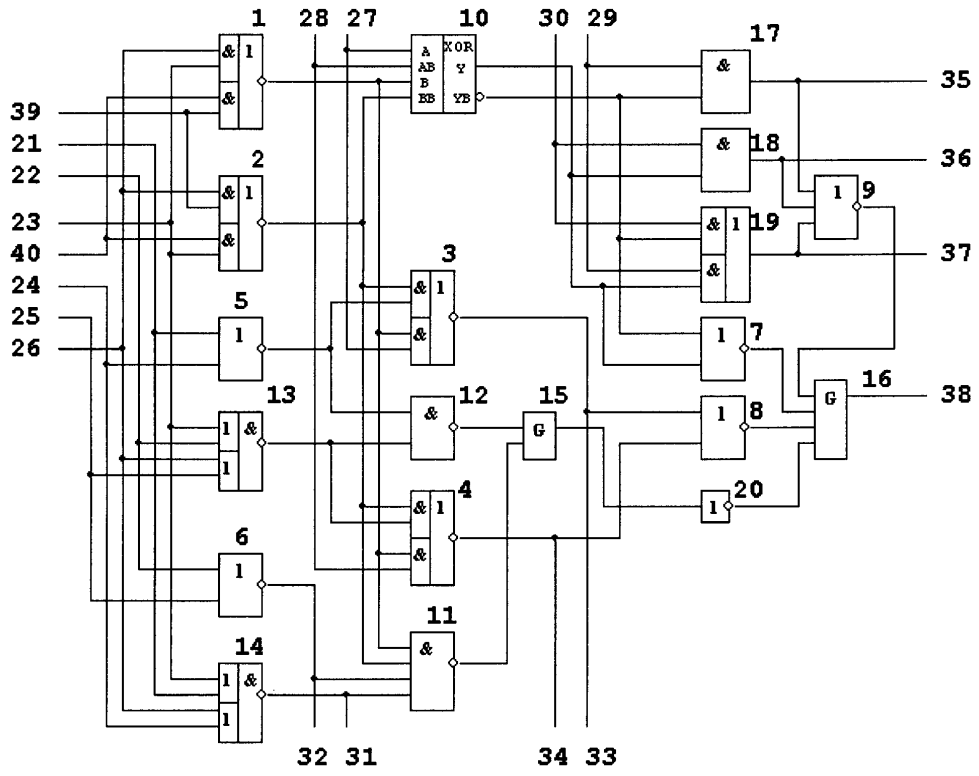 1 28 27 10 30 29 17
& 1 A XOR &
AB Y
& B 35
BB YB
39
21 2 & 18 36
22 & 1 1 9
23 & 1 19
40 & 3 & 37
24 5 & 1
25 1 & 1 7
26
13 12 15 1 8 G 16 38
1 & & G
1 4 1 20
6 & 1
1 &
11
14 &
1 &
1
32 31 34 33